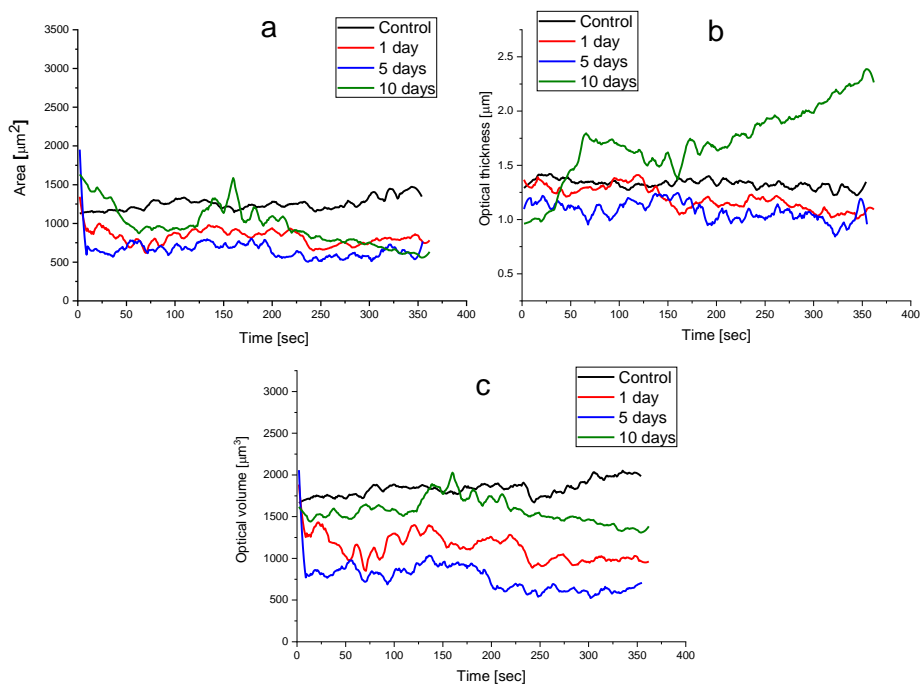 a
Control
1 day
5 days
10 days
3500
3000
2500
2000
1500
1000
500
0
Area [µm²]
0 50 100 150 200 250 300 350 400
Time [sec]
b
Control
1 day
5 days
10 days
2.5
2.0
1.5
1.0
0.5
Optical thickness [µm]
0 50 100 150 200 250 300 350 400
Time [sec]
c
Control
1 day
5 days
10 days
3000
2500
2000
1500
1000
500
0
Optical volume [µm³]
0 50 100 150 200 250 300 350 400
Time [sec]